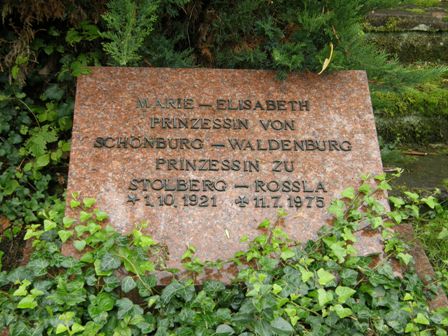 MARIE – ELISABETH
PRINZESSIN VON
SCHÖNBURG – WALDENBURG
PRINZESSIN ZU
STOLBERG – ROSSLA
* 1.10.1921 ✠ 11.7.1975